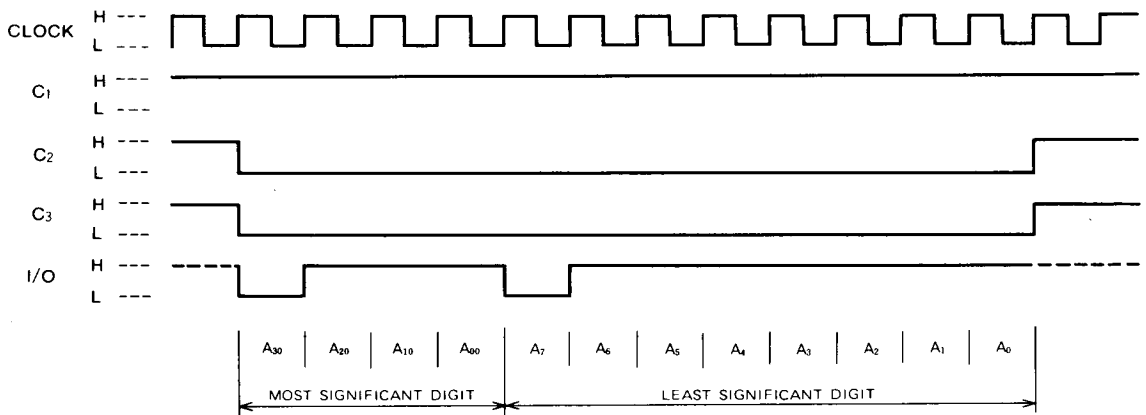 CLOCK H ---
L ---
C₁ H ---
L ---
C₂ H ---
L ---
C₃ H ---
L ---
I/O H ---
L ---
A₃₀ A₂₀ A₁₀ A₀₀ A₇ A₆ A₅ A₄ A₃ A₂ A₁ A₀
MOST SIGNIFICANT DIGIT LEAST SIGNIFICANT DIGIT